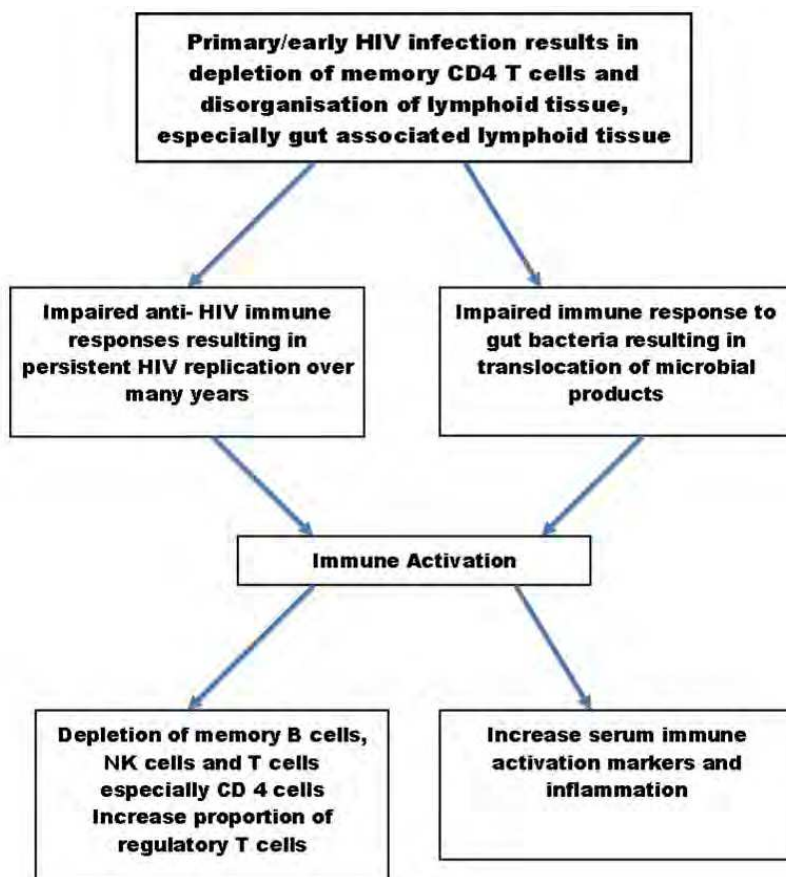 Primary/early HIV infection results in
depletion of memory CD4 T cells and
disorganisation of lymphoid tissue,
especially gut associated lymphoid tissue
Impaired anti- HIV immune
responses resulting in
persistent HIV replication over
many years
Impaired immune response to
gut bacteria resulting in
translocation of microbial
products
Immune Activation
Depletion of memory B cells,
NK cells and T cells
especially CD 4 cells
Increase proportion of
regulatory T cells
Increase serum immune
activation markers and
inflammation